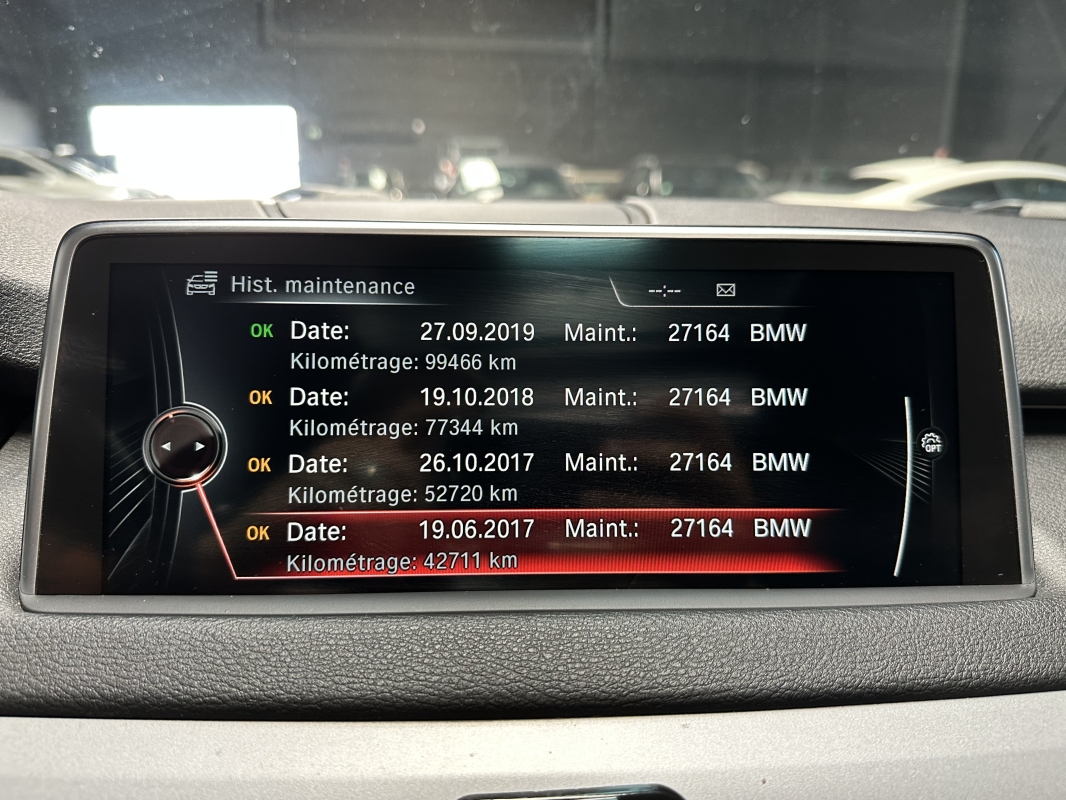 Hist. maintenance --:--
OK Date: 27.09.2019 Maint.: 27164 BMW
Kilométrage: 99466 km
OK Date: 19.10.2018 Maint.: 27164 BMW
Kilométrage: 77344 km
OK Date: 26.10.2017 Maint.: 27164 BMW
Kilométrage: 52720 km
OK Date: 19.06.2017 Maint.: 27164 BMW
Kilométrage: 42711 km
OPT